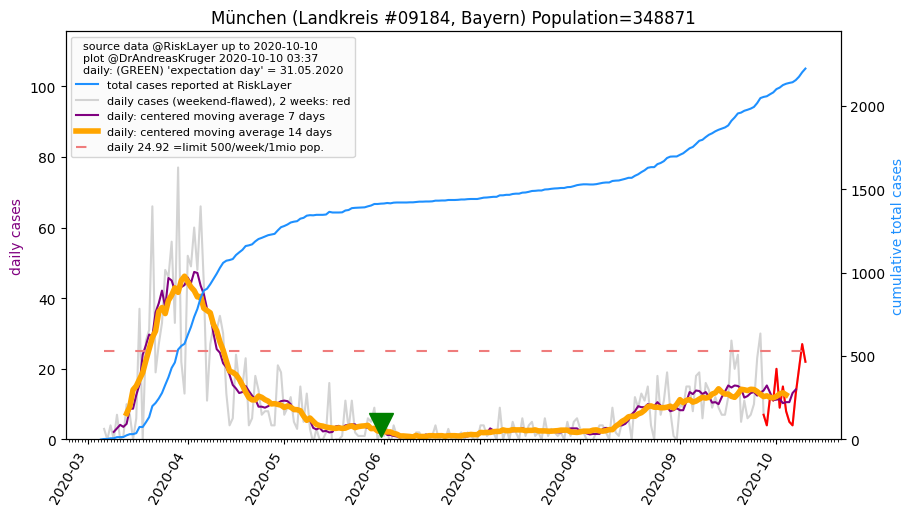 München (Landkreis #09184, Bayern) Population=348871
source data @RiskLayer up to 2020-10-10
plot @DrAndreasKruger 2020-10-10 03:37
daily: (GREEN) 'expectation day' = 31.05.2020
total cases reported at RiskLayer
daily cases (weekend-flawed), 2 weeks: red
daily: centered moving average 7 days
daily: centered moving average 14 days
daily 24.92 =limit 500/week/1mio pop.
daily cases
100
80
60
40
20
0
cumulative total cases
2000
1500
1000
500
0
2020-03
2020-04
2020-05
2020-06
2020-07
2020-08
2020-09
2020-10